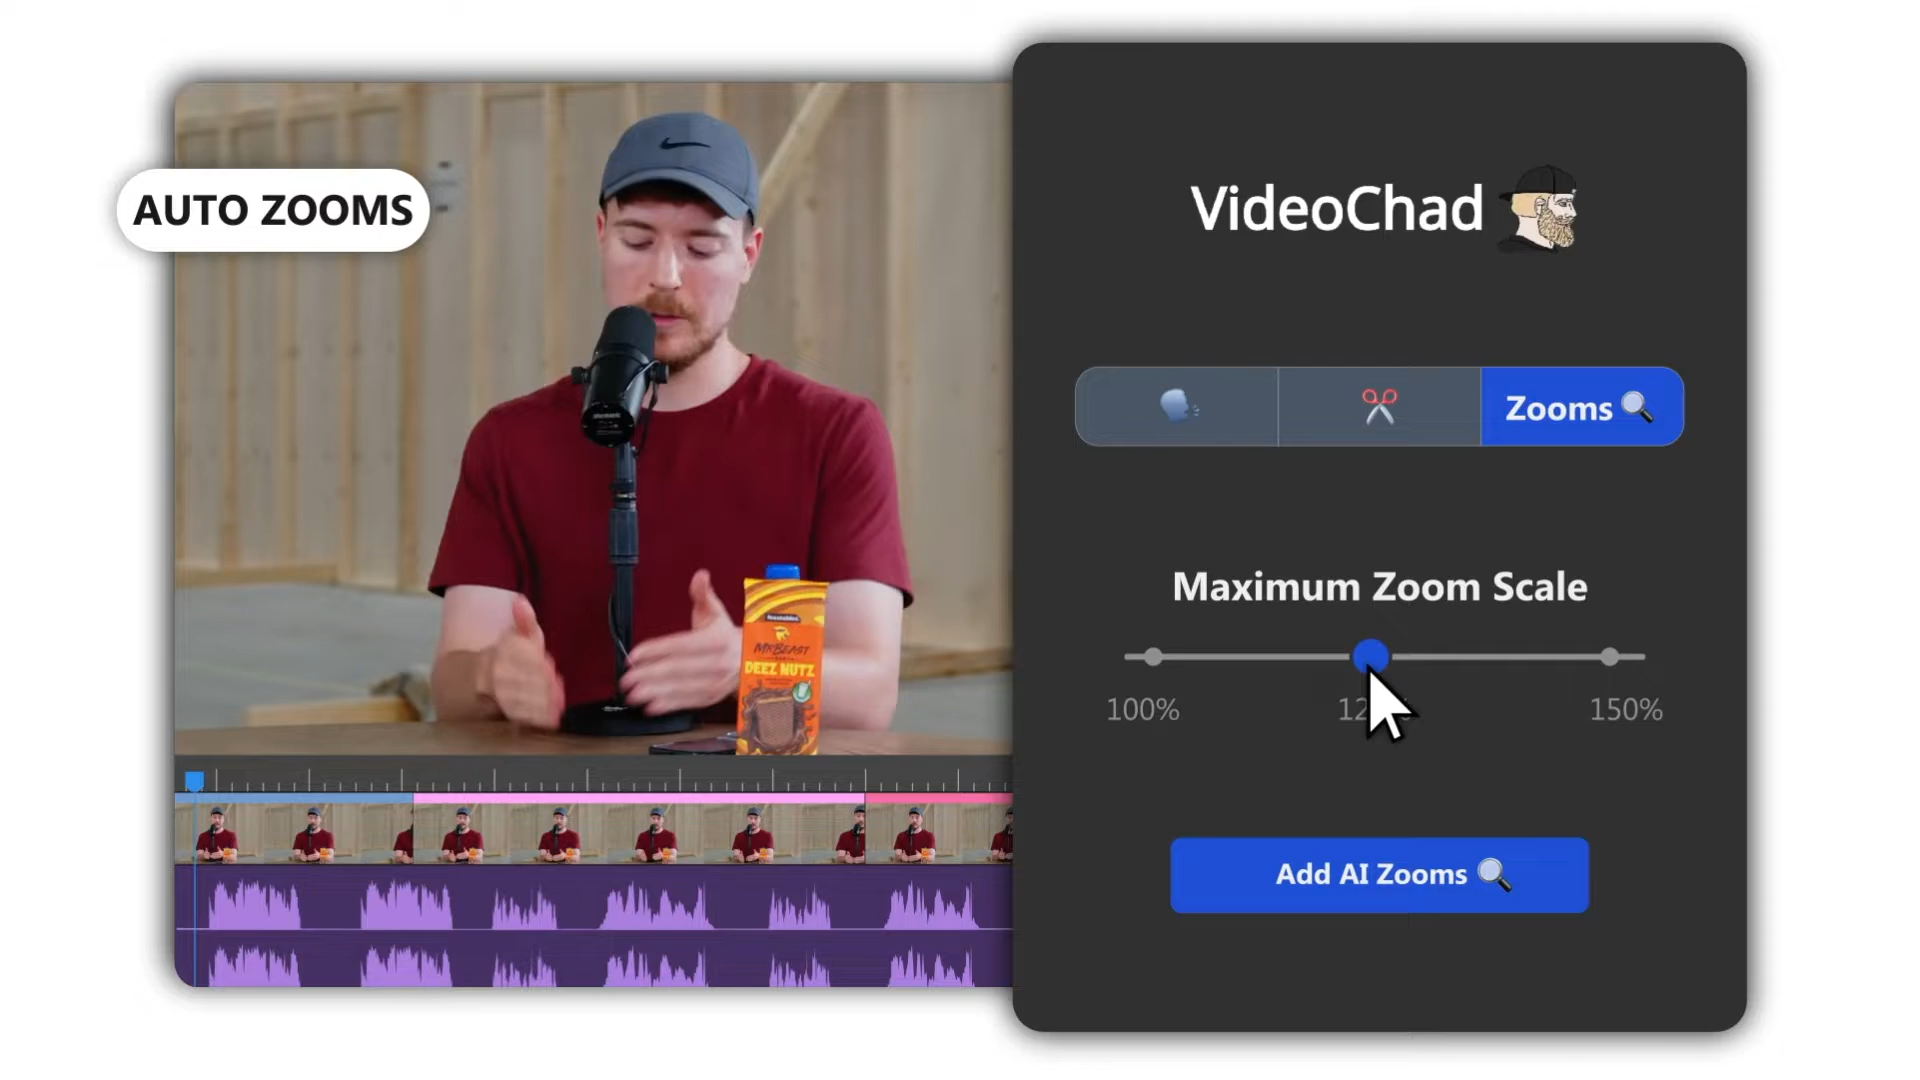 AUTO ZOOMS
MRBEAST
DEEZ NUTZ
VideoChad
Zooms
Maximum Zoom Scale
100%
150%
Add AI Zooms